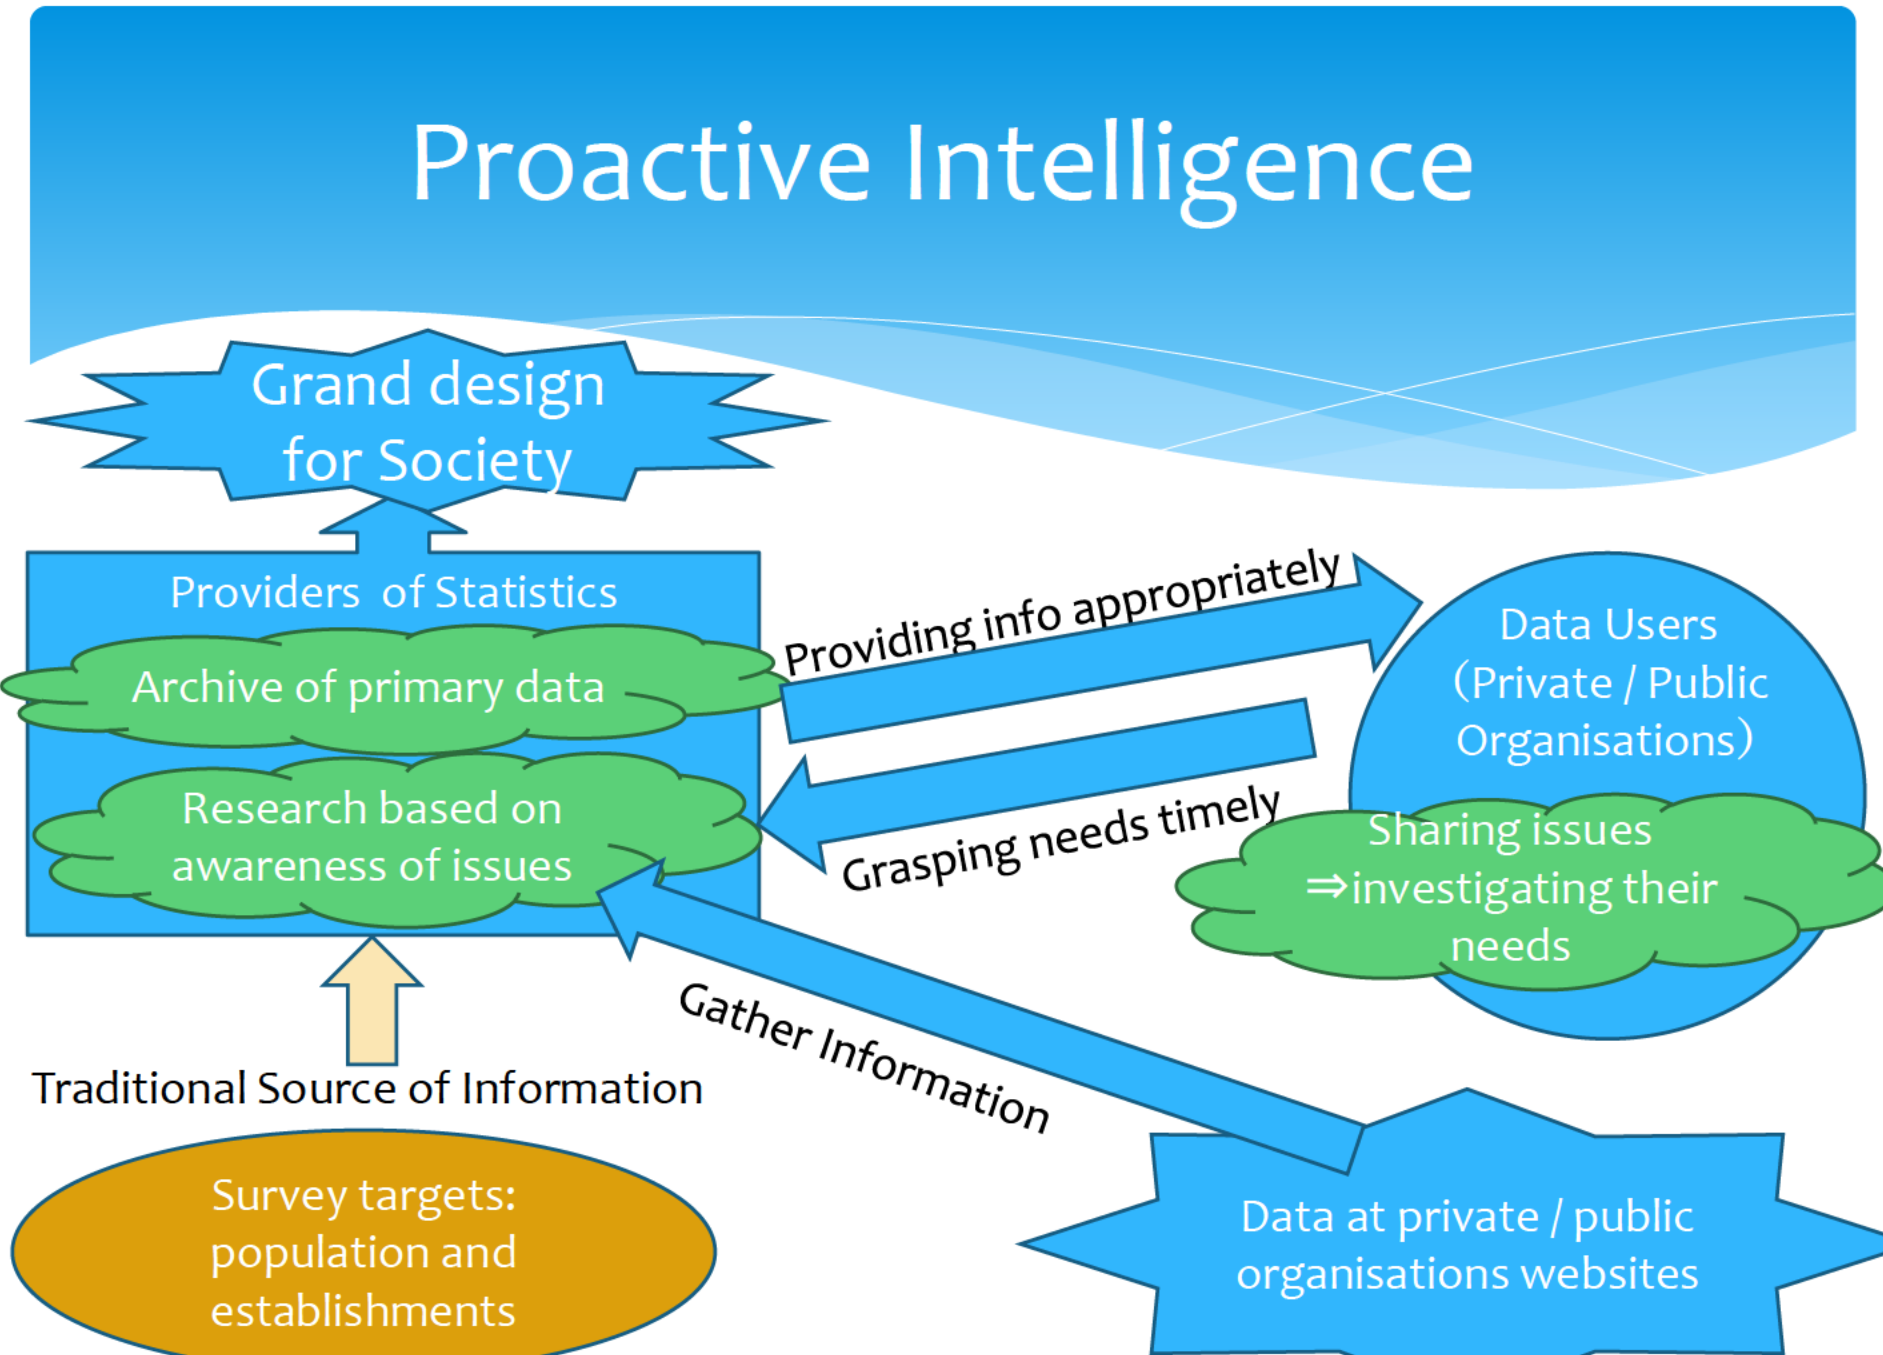 Proactive Intelligence
Grand design
for Society
Providers of Statistics
Archive of primary data
Research based on
awareness of issues
Providing info appropriately
Grasping needs timely
Data Users
(Private / Public
Organisations)
Sharing issues
⇒investigating their
needs
Gather Information
Traditional Source of Information
Survey targets:
population and
establishments
Data at private / public
organisations websites